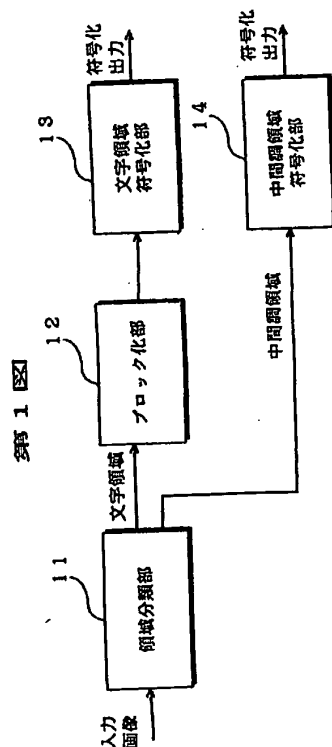 第1図
入力
画像
11
領域分類部
文字領域
12
ブロック化部
13
文字領域
符号化部
符号化
出力
中間調領域
14
中間調領域
符号化部
符号化
出力